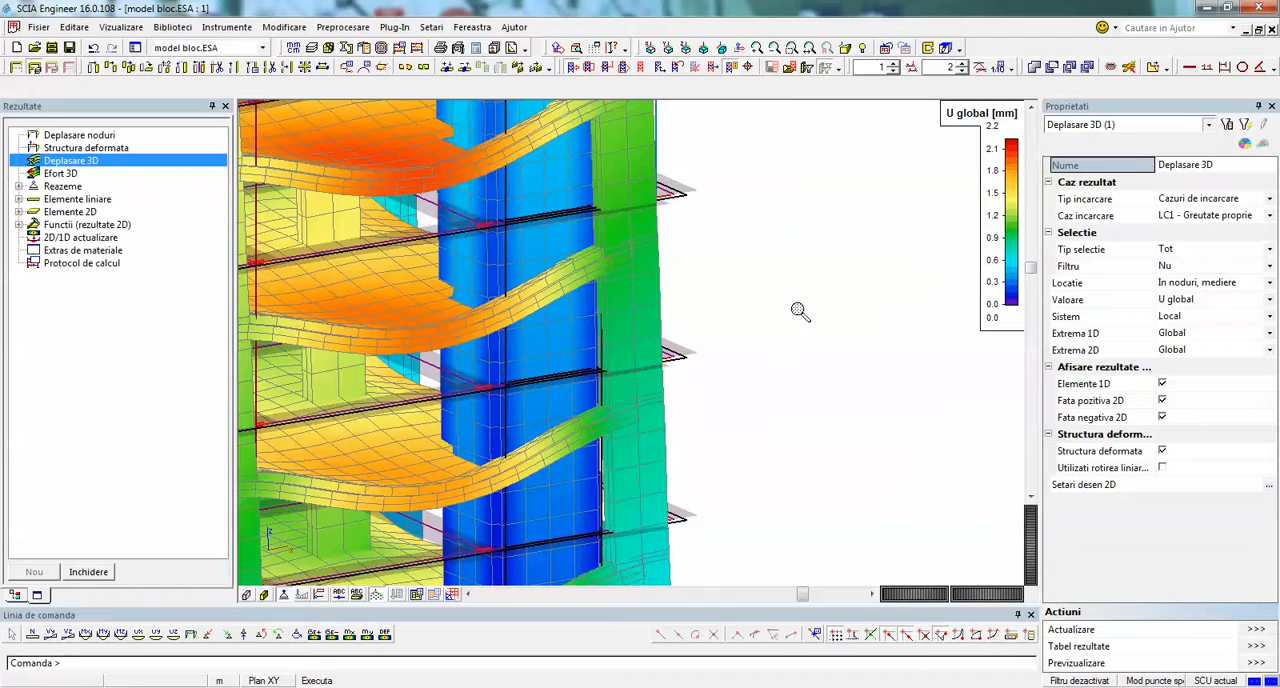 SCIA Engineer 16.0.108 - [model bloc.ESA : 1]
Fisier Editare Vizualizare Biblioteci Instrumente Modificare Preprocesare Plug-In Setari Fereastra Ajutor
Cautare in Ajutor
model bloc.ESA
1 2
Rezultate
Deplasare noduri
Structura deformata
Deplasare 3D
Efort 3D
Reazeme
Elemente liniare
Elemente 2D
Functii (rezultate 2D)
2D/1D actualizare
Extras de materiale
Protocol de calcul
Nou Inchidere
U global [mm]
2.2
2.1
1.8
1.5
1.2
0.9
0.6
0.3
0.0
0.0
Proprietati
Deplasare 3D (1)
Nume Deplasare 3D
Caz rezultat
Tip incarcare Cazuri de incarcare
Caz incarcare LC1 - Greutate proprie
Selectie
Tip selectie Tot
Filtru Nu
Locatie In noduri, mediere
Valoare U global
Sistem Local
Extrema 1D Global
Extrema 2D Global
Afisare rezultate ...
Elemente 1D
Fata pozitiva 2D
Fata negativa 2D
Structura deform...
Structura deformata
Utilizati rotirea liniar...
Setari desen 2D ...
Actiuni
Actualizare >>>
Tabel rezultate >>>
Previzualizare >>>
Linia de comanda
Comanda >
m Plan XY Executa
Filtru dezactivat Mod puncte spe SCU actual